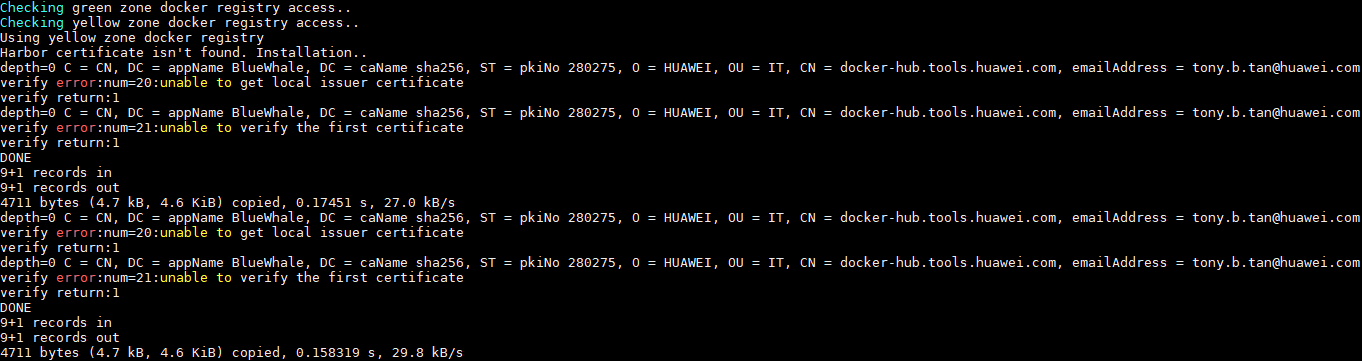 Checking green zone docker registry access..
Checking yellow zone docker registry access..
Using yellow zone docker registry
Harbor certificate isn't found. Installation..
depth=0 C = CN, DC = appName BlueWhale, DC = caName sha256, ST = pkiNo 280275, O = HUAWEI, OU = IT, CN = docker-hub.tools.huawei.com, emailAddress = tony.b.tan@huawei.com
verify error:num=20:unable to get local issuer certificate
verify return:1
depth=0 C = CN, DC = appName BlueWhale, DC = caName sha256, ST = pkiNo 280275, O = HUAWEI, OU = IT, CN = docker-hub.tools.huawei.com, emailAddress = tony.b.tan@huawei.com
verify error:num=21:unable to verify the first certificate
verify return:1
DONE
9+1 records in
9+1 records out
4711 bytes (4.7 kB, 4.6 KiB) copied, 0.17451 s, 27.0 kB/s
depth=0 C = CN, DC = appName BlueWhale, DC = caName sha256, ST = pkiNo 280275, O = HUAWEI, OU = IT, CN = docker-hub.tools.huawei.com, emailAddress = tony.b.tan@huawei.com
verify error:num=20:unable to get local issuer certificate
verify return:1
depth=0 C = CN, DC = appName BlueWhale, DC = caName sha256, ST = pkiNo 280275, O = HUAWEI, OU = IT, CN = docker-hub.tools.huawei.com, emailAddress = tony.b.tan@huawei.com
verify error:num=21:unable to verify the first certificate
verify return:1
DONE
9+1 records in
9+1 records out
4711 bytes (4.7 kB, 4.6 KiB) copied, 0.158319 s, 29.8 kB/s